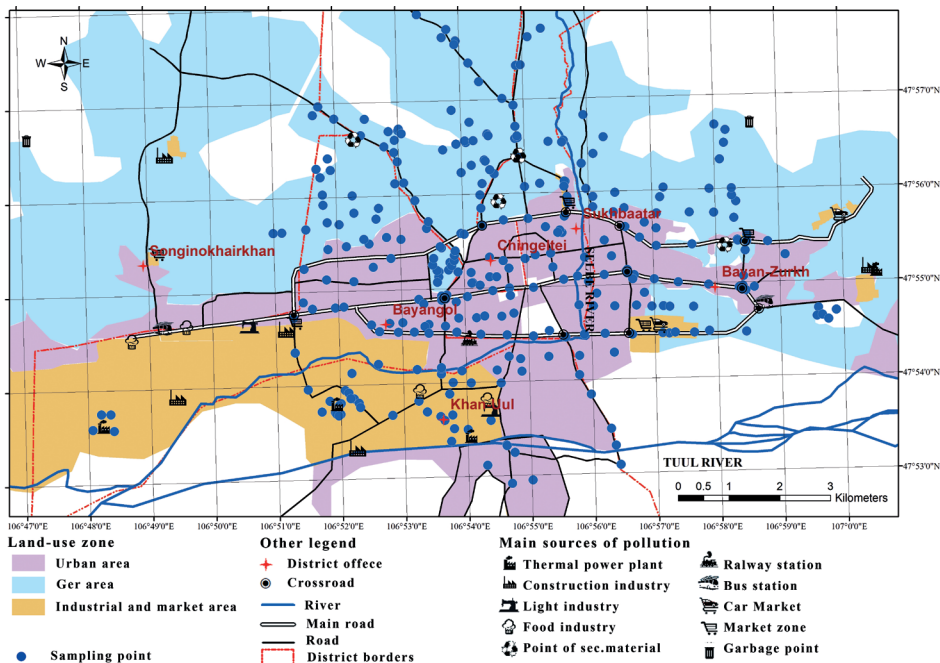 N
W E
S
47°57'0"N
47°56'0"N
Sukhbaatar
Songinokhairkhan
Chingeltei
SELBE RIVER
Bayan-Zurkh
47°55'0"N
Bayangol
47°54'0"N
Khan-Uul
TUUL RIVER
47°53'0"N
0 0.5 1 2 3
Kilometers
106°47'0"E 106°48'0"E 106°49'0"E 106°50'0"E 106°51'0"E 106°52'0"E 106°53'0"E 106°54'0"E 106°55'0"E 106°56'0"E 106°57'0"E 106°58'0"E 106°59'0"E 107°0'0"E
Land-use zone
Urban area
Ger area
Industrial and market area
Sampling point
Other legend
District offece
Crossroad
River
Main road
Road
District borders
Main sources of pollution
Thermal power plant
Construction industry
Light industry
Food industry
Point of sec.material
Ralway station
Bus station
Car Market
Market zone
Garbage point